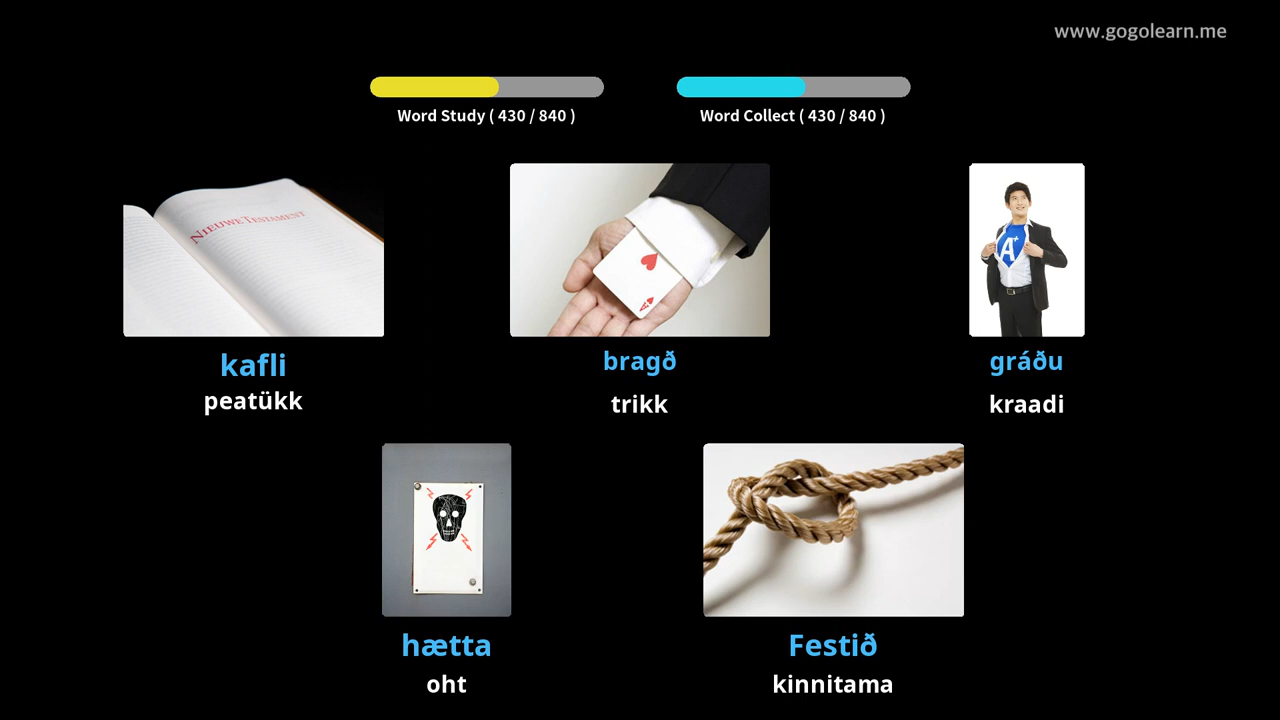 www.gogolearn.me
Word Study ( 430 / 840 )
Word Collect ( 430 / 840 )
NIEUWE TESTAMENT
A+
kafli
peatükk
bragð
trikk
gráðu
kraadi
hætta
oht
Festið
kinnitama